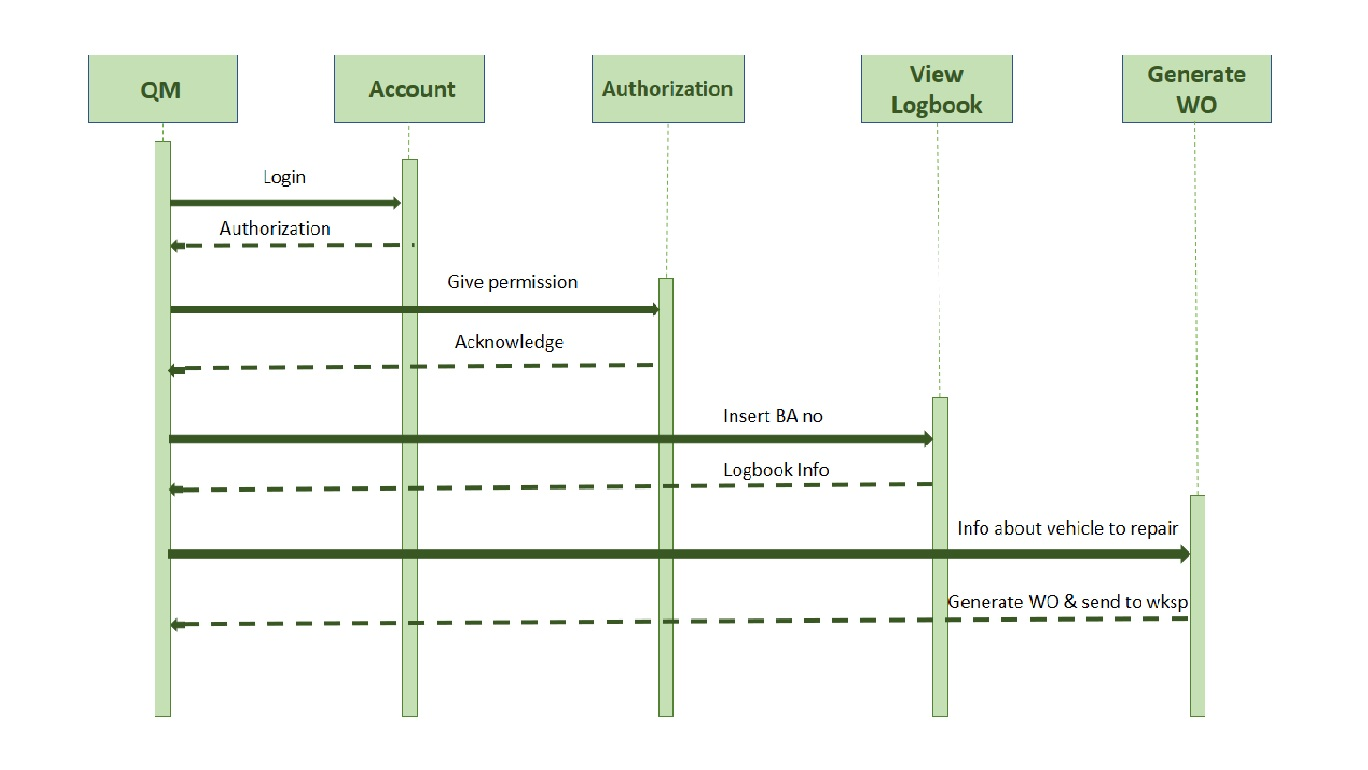 QM
Account
Authorization
View
Logbook
Generate
WO
Login
Authorization
Give permission
Acknowledge
Insert BA no
Logbook Info
Info about vehicle to repair
Generate WO & send to wksp